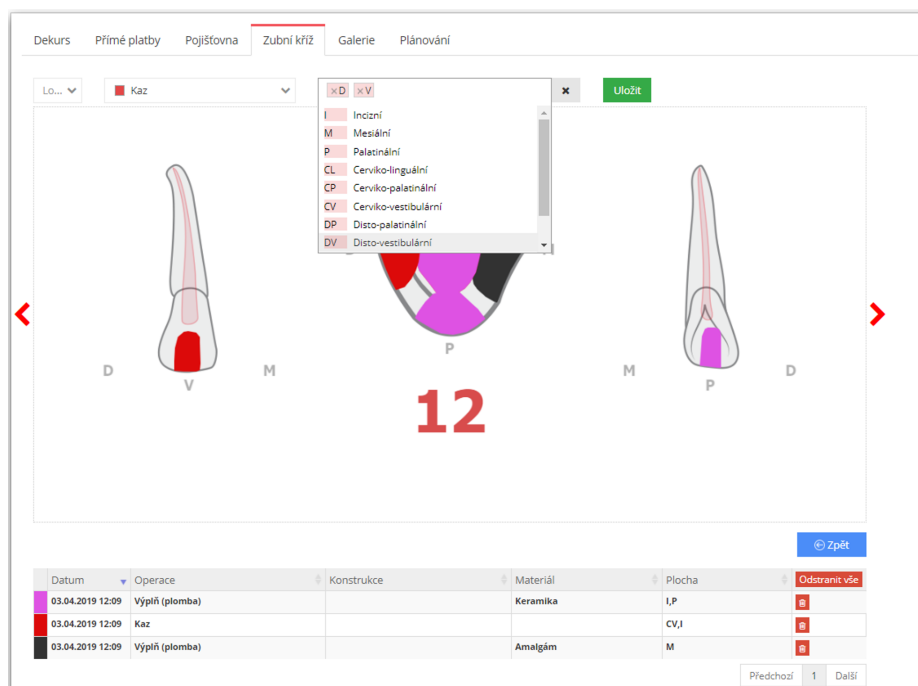 Dekurs Přímé platby Pojišťovna Zubní kříž Galerie Plánování
Lo... Kaz ×D ×V × Uložit
I Incizní
M Mesiální
P Palatinální
CL Cerviko-linguální
CP Cerviko-palatinální
CV Cerviko-vestibulární
DP Disto-palatinální
DV Disto-vestibulární
P
D M M D
V P
12
Zpět
Datum Operace Konstrukce Materiál Plocha Odstranit vše
03.04.2019 12:09 Výplň (plomba) Keramika I,P
03.04.2019 12:09 Kaz CV,I
03.04.2019 12:09 Výplň (plomba) Amalgám M
Předchozí 1 Další